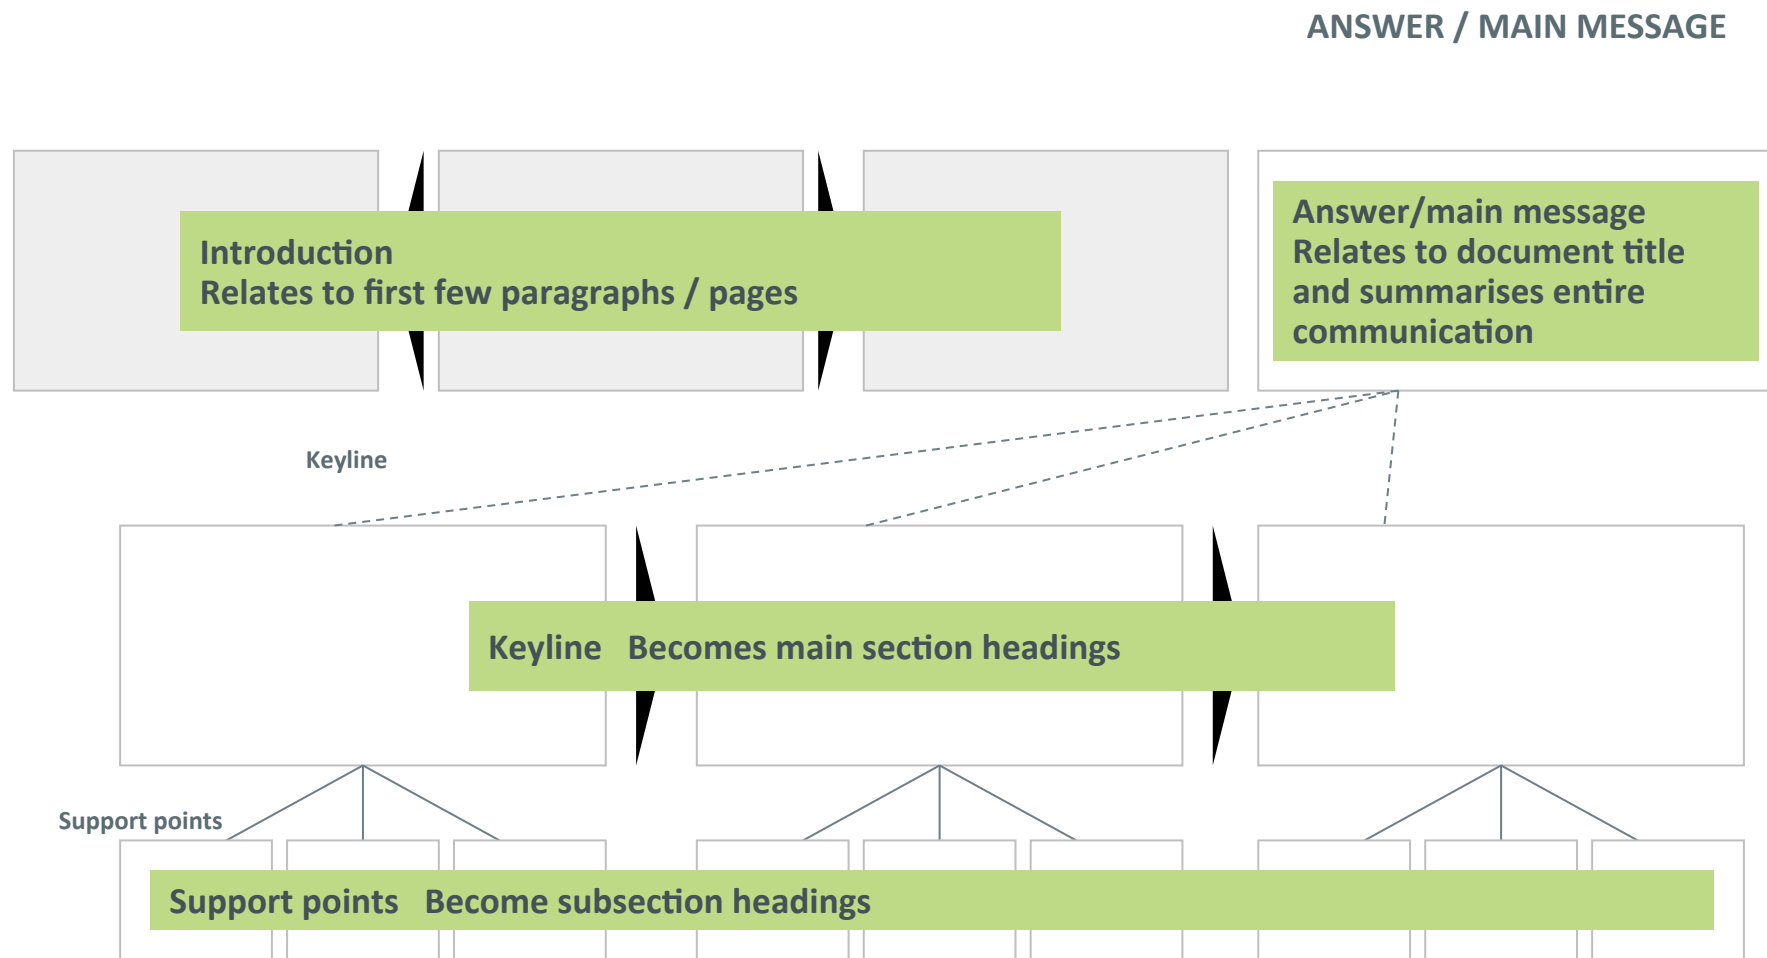 ANSWER / MAIN MESSAGE
Introduction
Relates to first few paragraphs / pages
Answer/main message
Relates to document title
and summarises entire
communication
Keyline
Keyline Becomes main section headings
Support points
Support points Become subsection headings